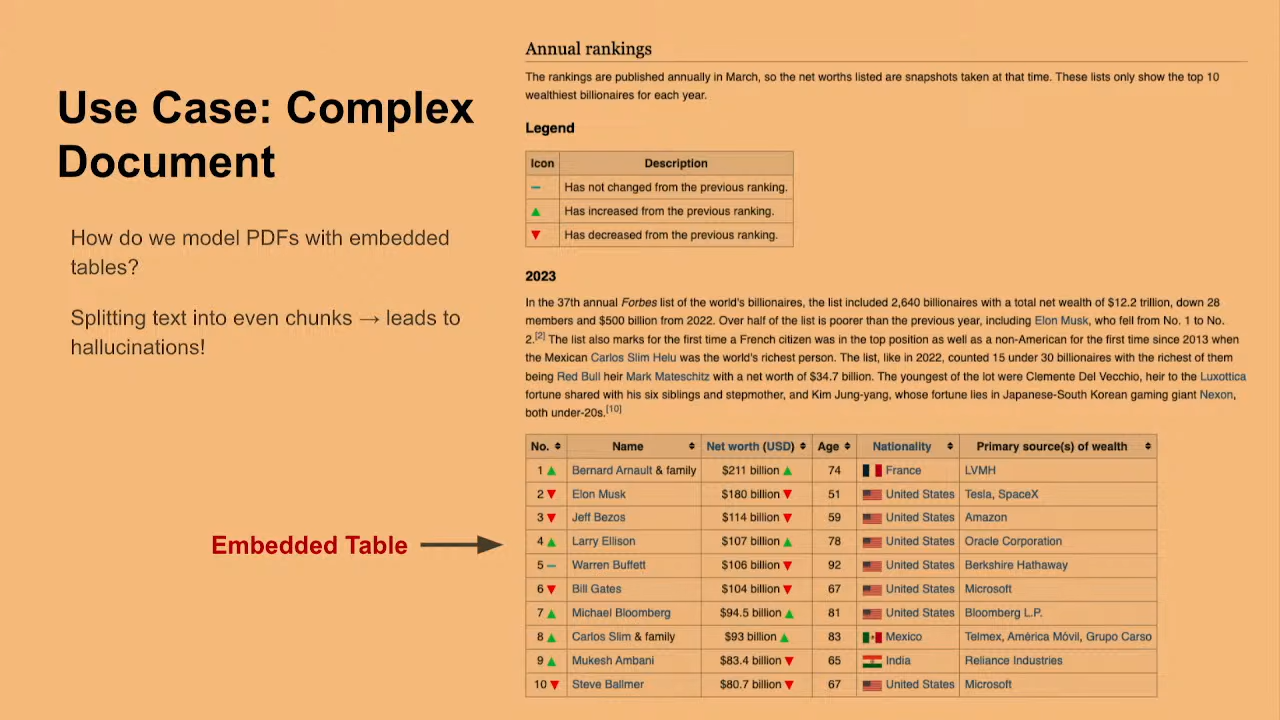 Use Case: Complex
Document
How do we model PDFs with embedded
tables?
Splitting text into even chunks → leads to
hallucinations!
Embedded Table
Annual rankings
The rankings are published annually in March, so the net worths listed are snapshots taken at that time. These lists only show the top 10
wealthiest billionaires for each year.
Legend
Icon Description
– Has not changed from the previous ranking.
▲ Has increased from the previous ranking.
▼ Has decreased from the previous ranking.
2023
In the 37th annual Forbes list of the world's billionaires, the list included 2,640 billionaires with a total net wealth of $12.2 trillion, down 28
members and $500 billion from 2022. Over half of the list is poorer than the previous year, including Elon Musk, who fell from No. 1 to No.
2.[2] The list also marks for the first time a French citizen was in the top position as well as a non-American for the first time since 2013 when
the Mexican Carlos Slim Helu was the world's richest person. The list, like in 2022, counted 15 under 30 billionaires with the richest of them
being Red Bull heir Mark Mateschitz with a net worth of $34.7 billion. The youngest of the lot were Clemente Del Vecchio, heir to the Luxottica
fortune shared with his six siblings and stepmother, and Kim Jung-yang, whose fortune lies in Japanese-South Korean gaming giant Nexon,
both under-20s.[10]
No. Name Net worth (USD) Age Nationality Primary source(s) of wealth
1 ▲ Bernard Arnault & family $211 billion ▲ 74 France LVMH
2 ▼ Elon Musk $180 billion ▼ 51 United States Tesla, SpaceX
3 ▼ Jeff Bezos $114 billion ▼ 59 United States Amazon
4 ▲ Larry Ellison $107 billion ▲ 78 United States Oracle Corporation
5 – Warren Buffett $106 billion ▼ 92 United States Berkshire Hathaway
6 ▼ Bill Gates $104 billion ▼ 67 United States Microsoft
7 ▲ Michael Bloomberg $94.5 billion ▲ 81 United States Bloomberg L.P.
8 ▲ Carlos Slim & family $93 billion ▲ 83 Mexico Telmex, América Móvil, Grupo Carso
9 ▲ Mukesh Ambani $83.4 billion ▼ 65 India Reliance Industries
10 ▼ Steve Ballmer $80.7 billion ▼ 67 United States Microsoft